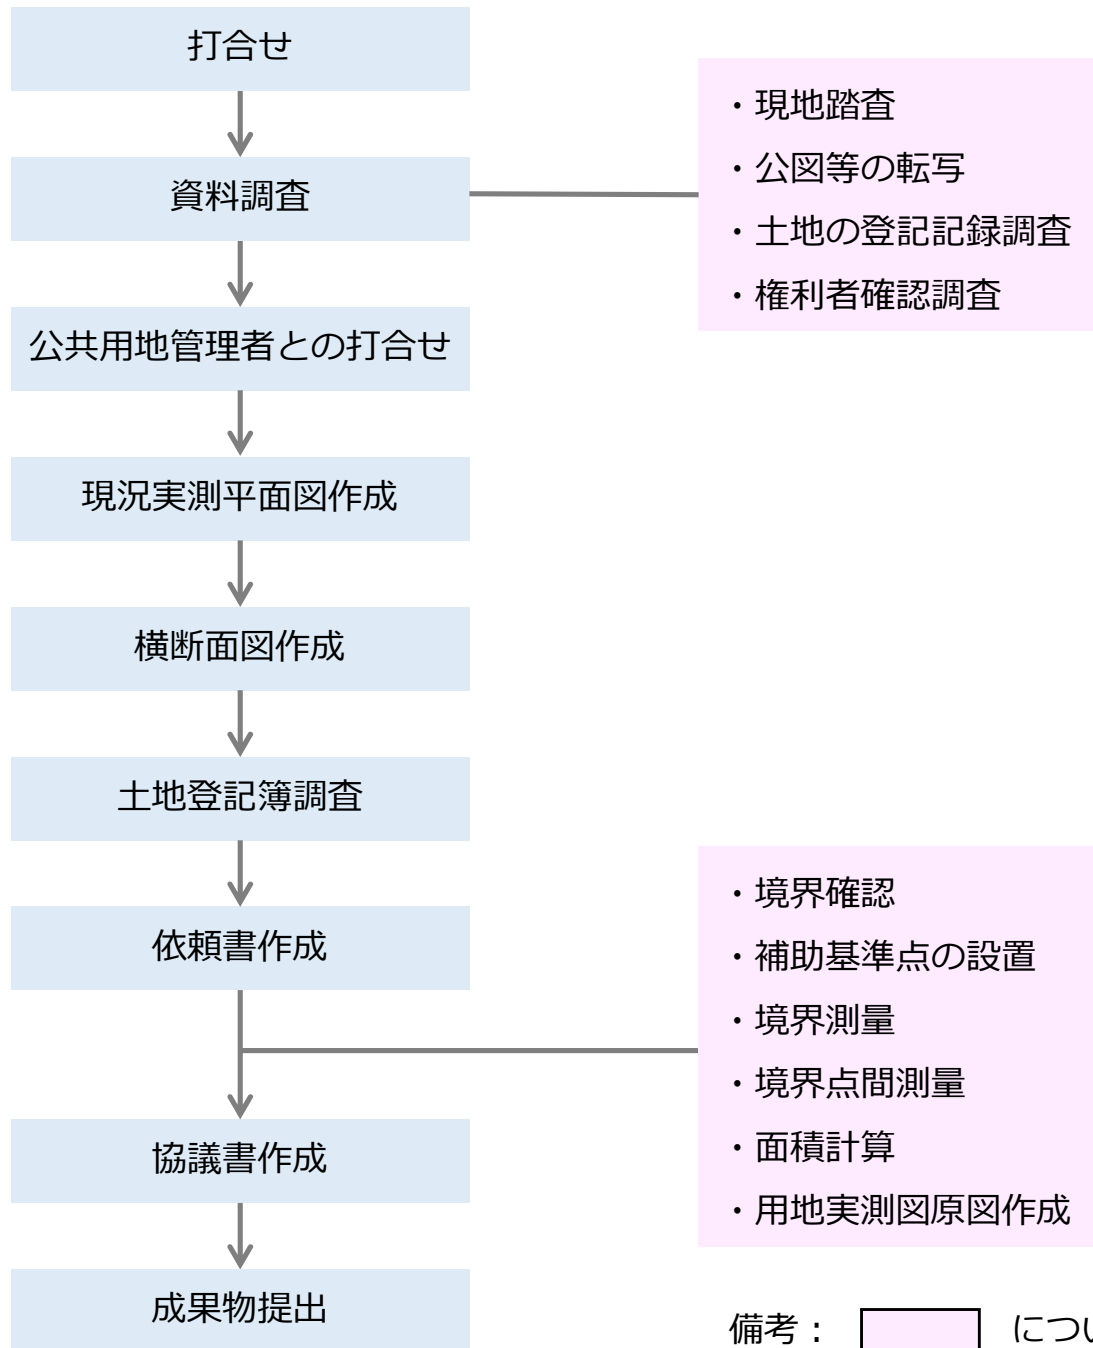 打合せ
資料調査
・現地踏査
・公図等の転写
・土地の登記記録調査
・権利者確認調査
公共用地管理者との打合せ
現況実測平面図作成
横断面図作成
土地登記簿調査
依頼書作成
・境界確認
・補助基準点の設置
・境界測量
・境界点間測量
・面積計算
・用地実測図原図作成
協議書作成
成果物提出
備考：　につ